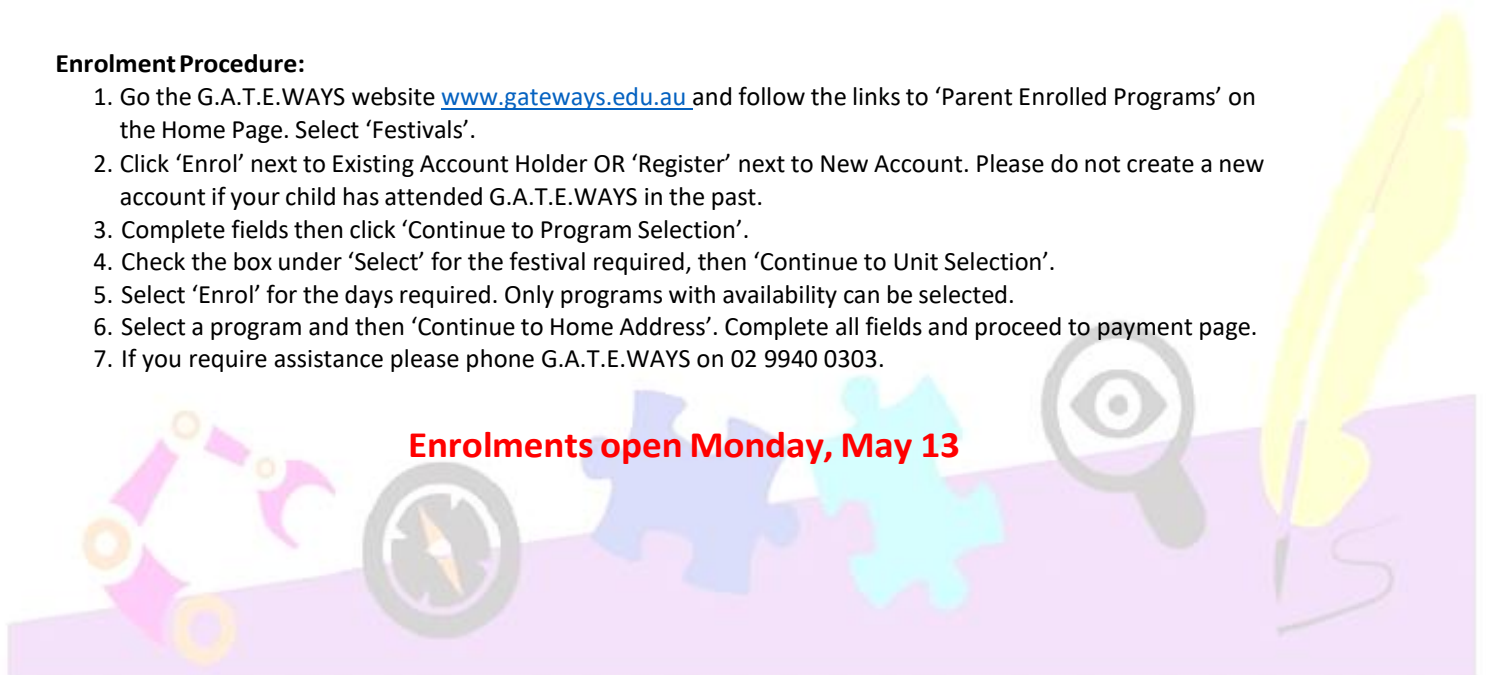 Enrolment Procedure:
1. Go the G.A.T.E.WAYS website www.gateways.edu.au and follow the links to ‘Parent Enrolled Programs’ on
the Home Page. Select ‘Festivals’.
2. Click ‘Enrol’ next to Existing Account Holder OR ‘Register’ next to New Account. Please do not create a new
account if your child has attended G.A.T.E.WAYS in the past.
3. Complete fields then click ‘Continue to Program Selection’.
4. Check the box under ‘Select’ for the festival required, then ‘Continue to Unit Selection’.
5. Select ‘Enrol’ for the days required. Only programs with availability can be selected.
6. Select a program and then ‘Continue to Home Address’. Complete all fields and proceed to payment page.
7. If you require assistance please phone G.A.T.E.WAYS on 02 9940 0303.
Enrolments open Monday, May 13